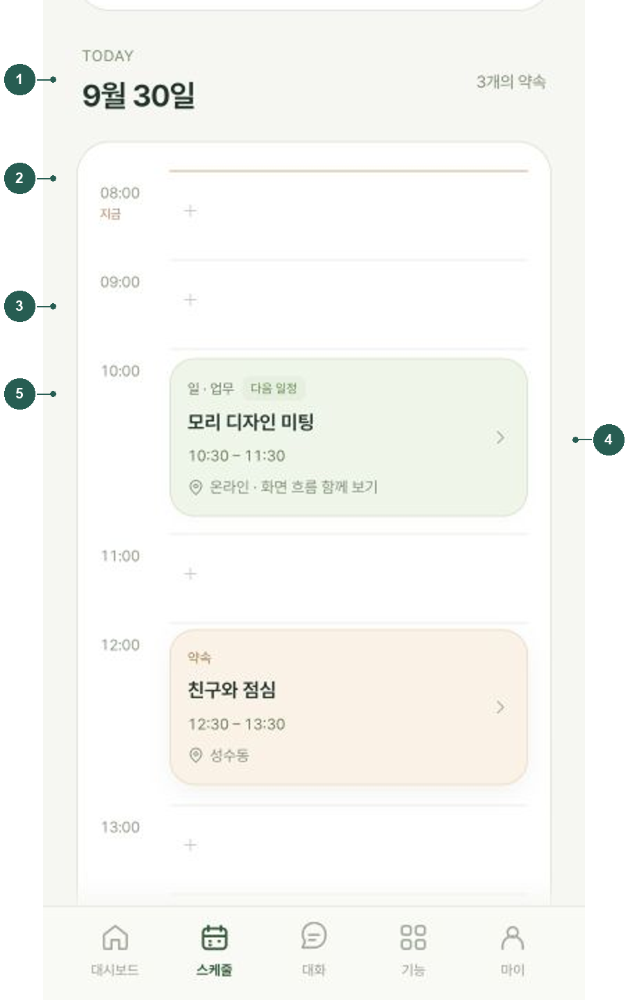 TODAY
1
9월 30일
3개의 약속
2
08:00
지금
+
09:00
+
3
10:00
5
일 · 업무
다음 일정
모리 디자인 미팅
4
10:30 – 11:30
온라인 · 화면 흐름 함께 보기
11:00
+
12:00
약속
친구와 점심
12:30 – 13:30
성수동
13:00
+
대시보드
스케줄
대화
기능
마이